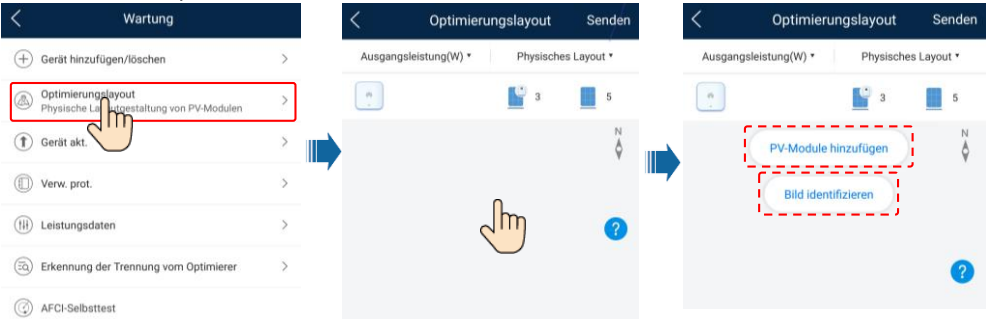 Wartung
Gerät hinzufügen/löschen
Optimierungslayout
Physische Layoutgestaltung von PV-Modulen
Gerät akt.
Verw. prot.
Leistungsdaten
Erkennung der Trennung vom Optimierer
AFCI-Selbsttest
Optimierungslayout Senden
Ausgangsleistung(W) Physisches Layout
3 5
N
?
Optimierungslayout Senden
Ausgangsleistung(W) Physisches Layout
3 5
N
PV-Module hinzufügen
Bild identifizieren
?